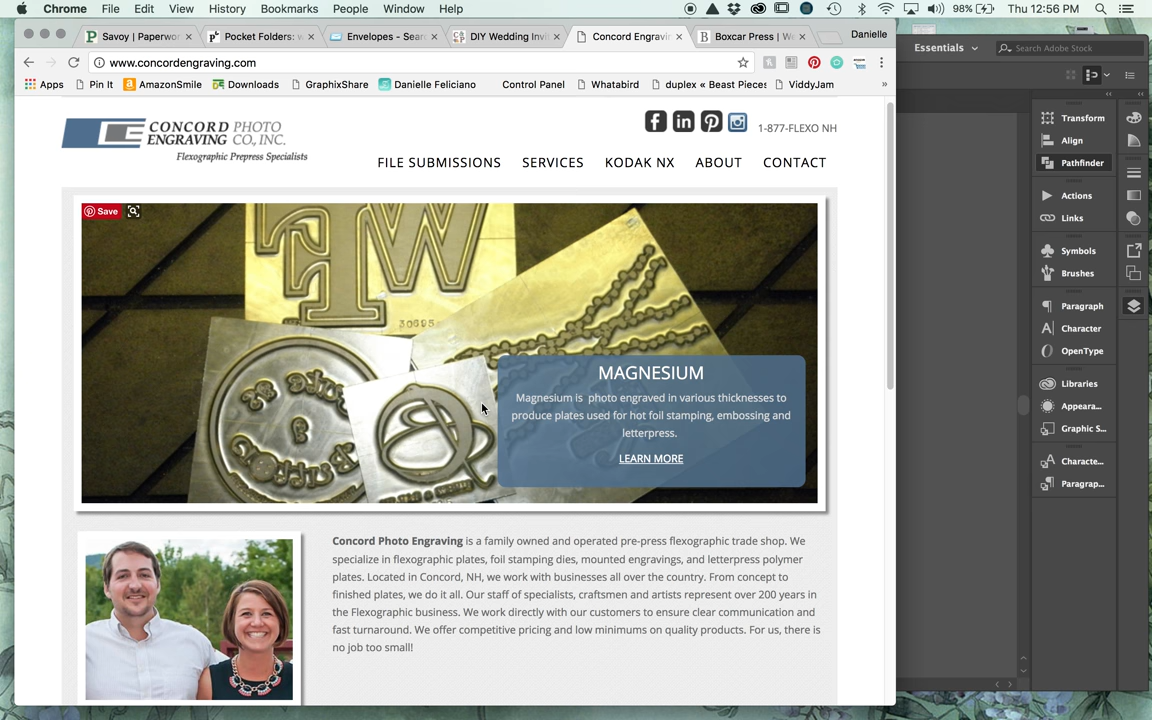 Chrome File Edit View History Bookmarks People Window Help 98% Thu 12:56 PM
Savoy | Paperwor × Pocket Folders: w × Envelopes - Sear × DIY Wedding Invi × Concord Engravin × Boxcar Press | We × Danielle
www.concordengraving.com
Apps Pin It AmazonSmile Downloads GraphixShare Danielle Feliciano Control Panel Whatabird duplex « Beast Pieces ViddyJam »
CONCORD PHOTO
ENGRAVING CO, INC.
Flexographic Prepress Specialists
1-877-FLEXO NH
FILE SUBMISSIONS SERVICES KODAK NX ABOUT CONTACT
Save
TW
30695
MAGNESIUM
Magnesium is photo engraved in various thicknesses to
produce plates used for hot foil stamping, embossing and
letterpress.
LEARN MORE
Concord Photo Engraving is a family owned and operated pre-press flexographic trade shop. We
specialize in flexographic plates, foil stamping dies, mounted engravings, and letterpress polymer
plates. Located in Concord, NH, we work with businesses all over the country. From concept to
finished plates, we do it all. Our staff of specialists, craftsmen and artists represent over 200 years in
the Flexographic business. We work directly with our customers to ensure clear communication and
fast turnaround. We offer competitive pricing and low minimums on quality products. For us, there is
no job too small!
Essentials Search Adobe Stock
Transform
Align
Pathfinder
Actions
Links
Symbols
Brushes
Paragraph
Character
OpenType
Libraries
Appeara...
Graphic S...
Characte...
Paragrap...